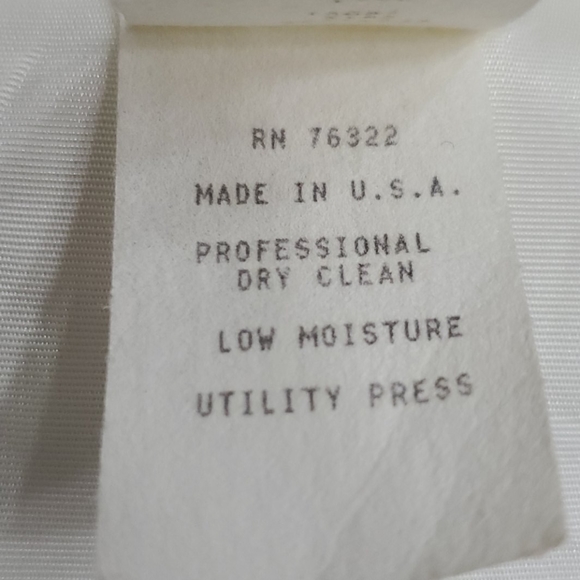 RN 76322
MADE IN U.S.A.
PROFESSIONAL
DRY CLEAN
LOW MOISTURE
UTILITY PRESS